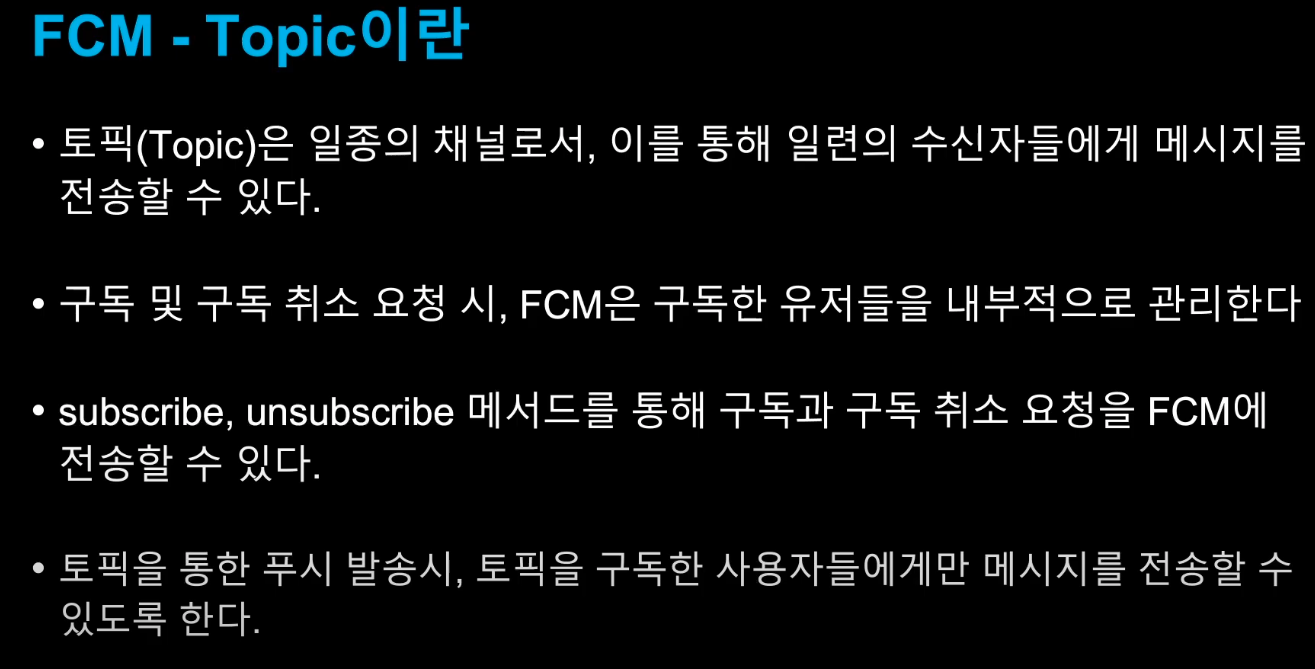 FCM - Topic이란
• 토픽(Topic)은 일종의 채널로서, 이를 통해 일련의 수신자들에게 메시지를
전송할 수 있다.
• 구독 및 구독 취소 요청 시, FCM은 구독한 유저들을 내부적으로 관리한다
• subscribe, unsubscribe 메서드를 통해 구독과 구독 취소 요청을 FCM에
전송할 수 있다.
• 토픽을 통한 푸시 발송시, 토픽을 구독한 사용자들에게만 메시지를 전송할 수
있도록 한다.